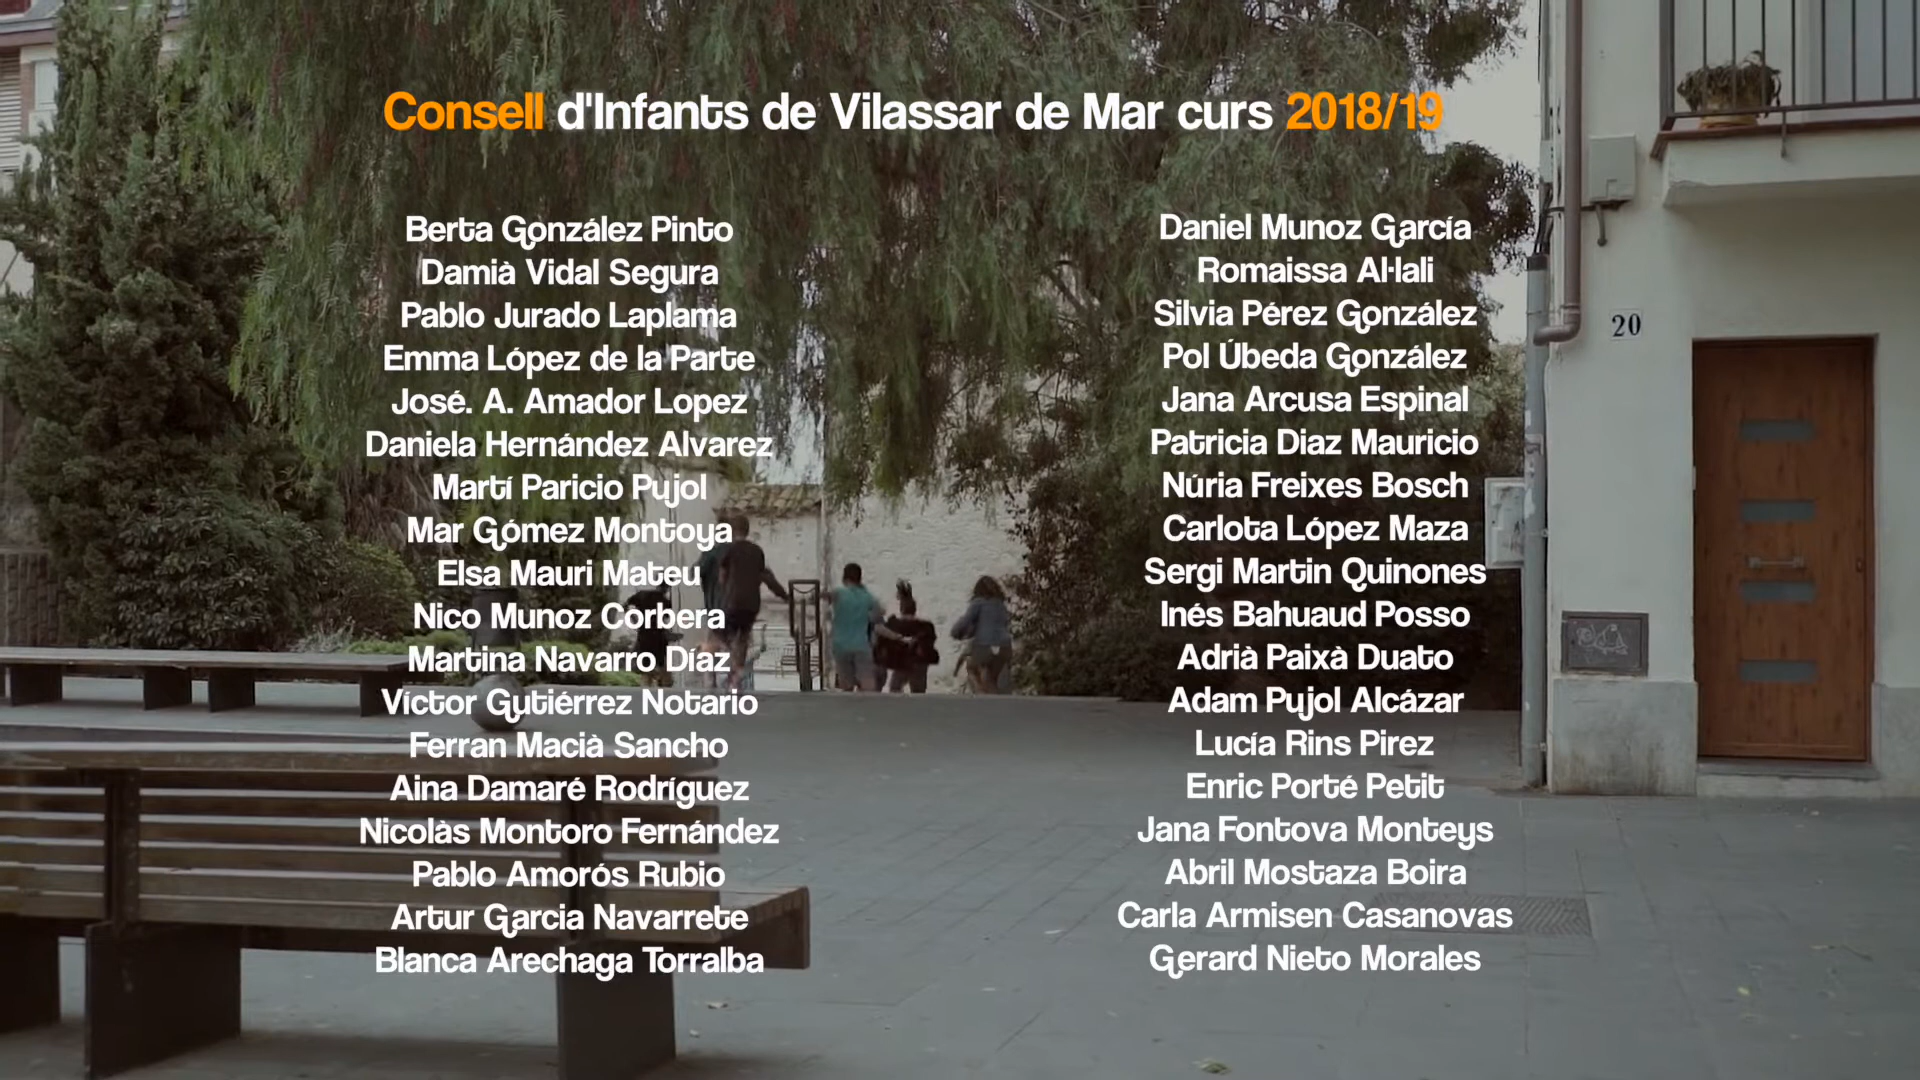 Consell d'Infants de Vilassar de Mar curs 2018/19
Berta González Pinto
Damià Vidal Segura
Pablo Jurado Laplama
Emma López de la Parte
José. A. Amador Lopez
Daniela Hernández Alvarez
Martí Paricio Pujol
Mar Gómez Montoya
Elsa Mauri Mateu
Nico Munoz Corbera
Martina Navarro Díaz
Víctor Gutiérrez Notario
Ferran Macià Sancho
Aina Damaré Rodríguez
Nicolàs Montoro Fernández
Pablo Amorós Rubio
Artur Garcia Navarrete
Blanca Arechaga Torralba
Daniel Munoz García
Romaissa Al·lali
Silvia Pérez González
Pol Úbeda González
Jana Arcusa Espinal
Patricia Diaz Mauricio
Núria Freixes Bosch
Carlota López Maza
Sergi Martin Quinones
Inés Bahuaud Posso
Adrià Paixà Duato
Adam Pujol Alcázar
Lucía Rins Pirez
Enric Porté Petit
Jana Fontova Monteys
Abril Mostaza Boira
Carla Armisen Casanovas
Gerard Nieto Morales
20